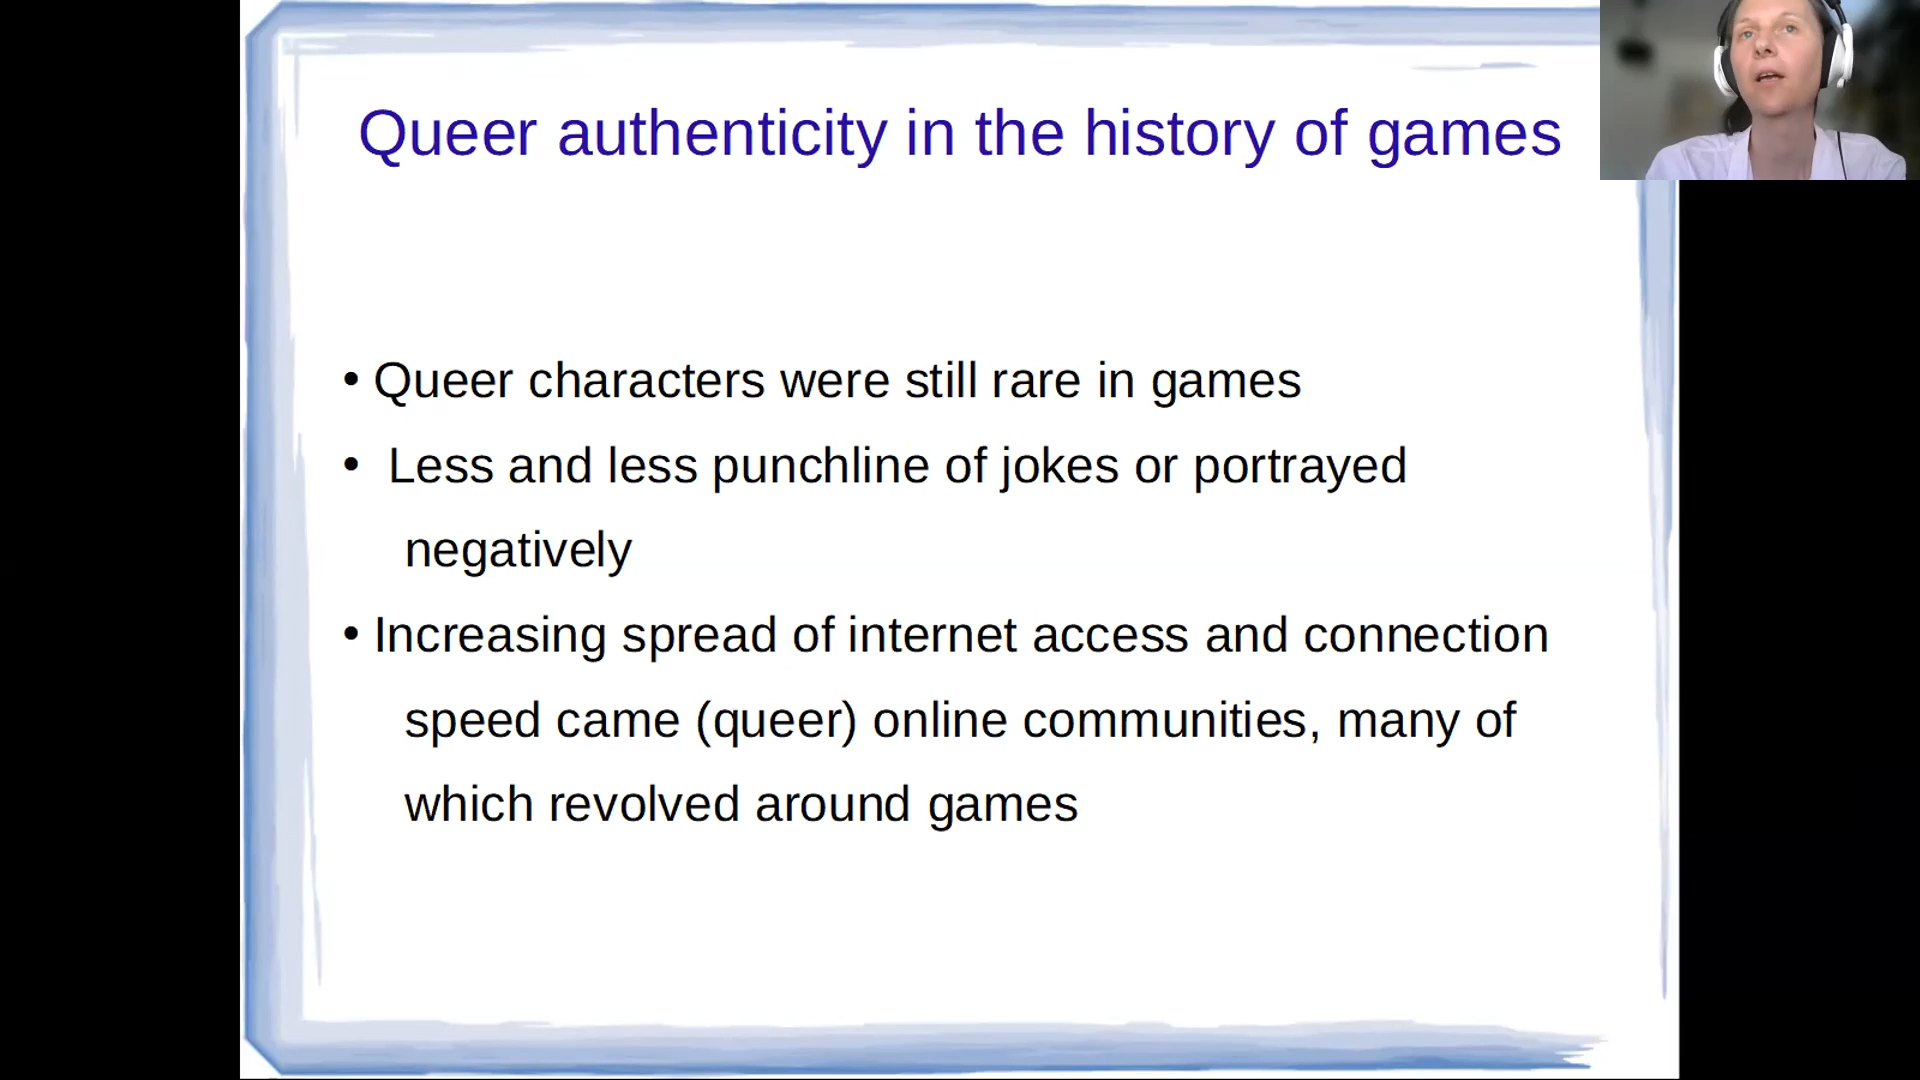 Queer authenticity in the history of games
• Queer characters were still rare in games
• Less and less punchline of jokes or portrayed
negatively
• Increasing spread of internet access and connection
speed came (queer) online communities, many of
which revolved around games